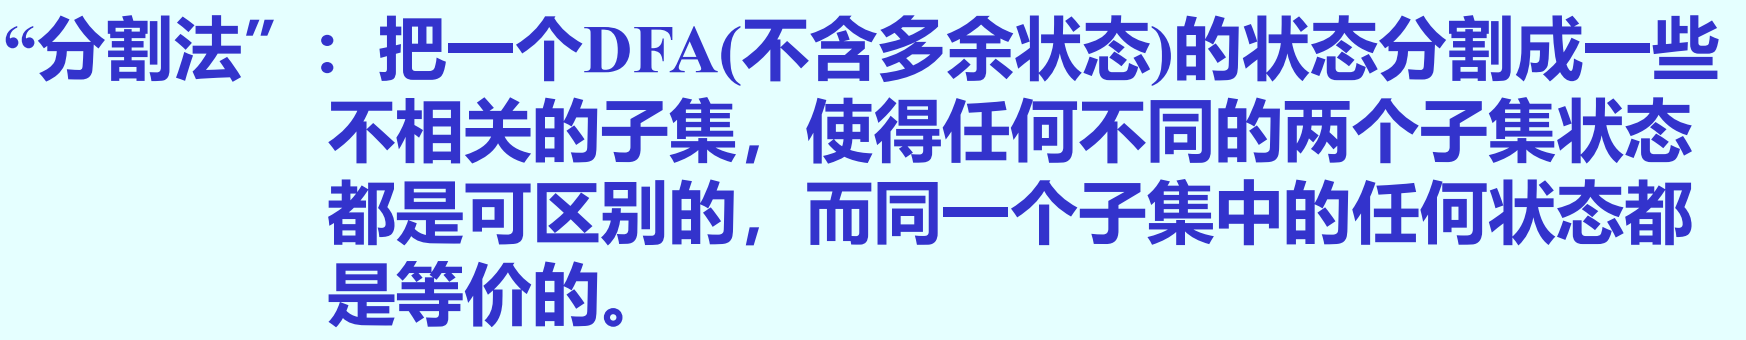 “分割法”：把一个DFA(不含多余状态)的状态分割成一些
不相关的子集，使得任何不同的两个子集状态
都是可区别的，而同一个子集中的任何状态都
是等价的。